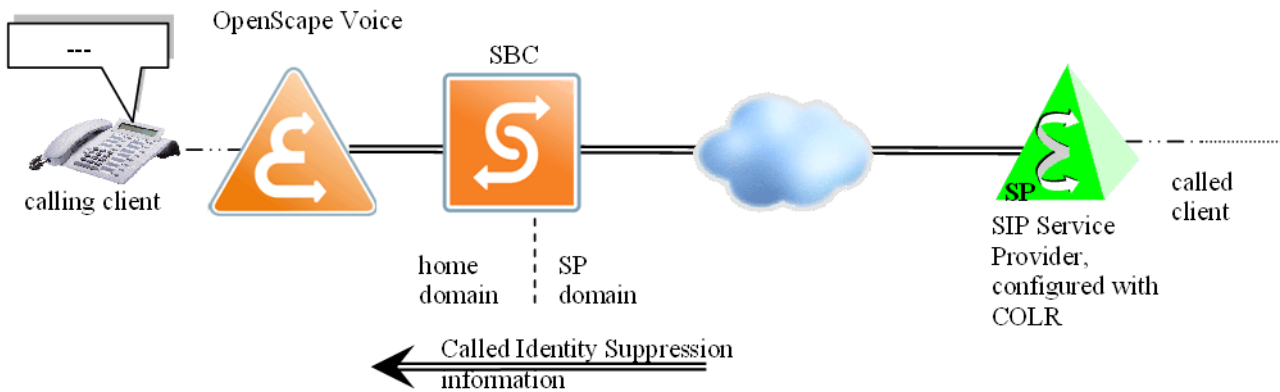 OpenScape Voice
---
SBC
calling client
SP
called
client
SIP Service
Provider,
configured with
COLR
home
domain
SP
domain
Called Identity Suppression
information